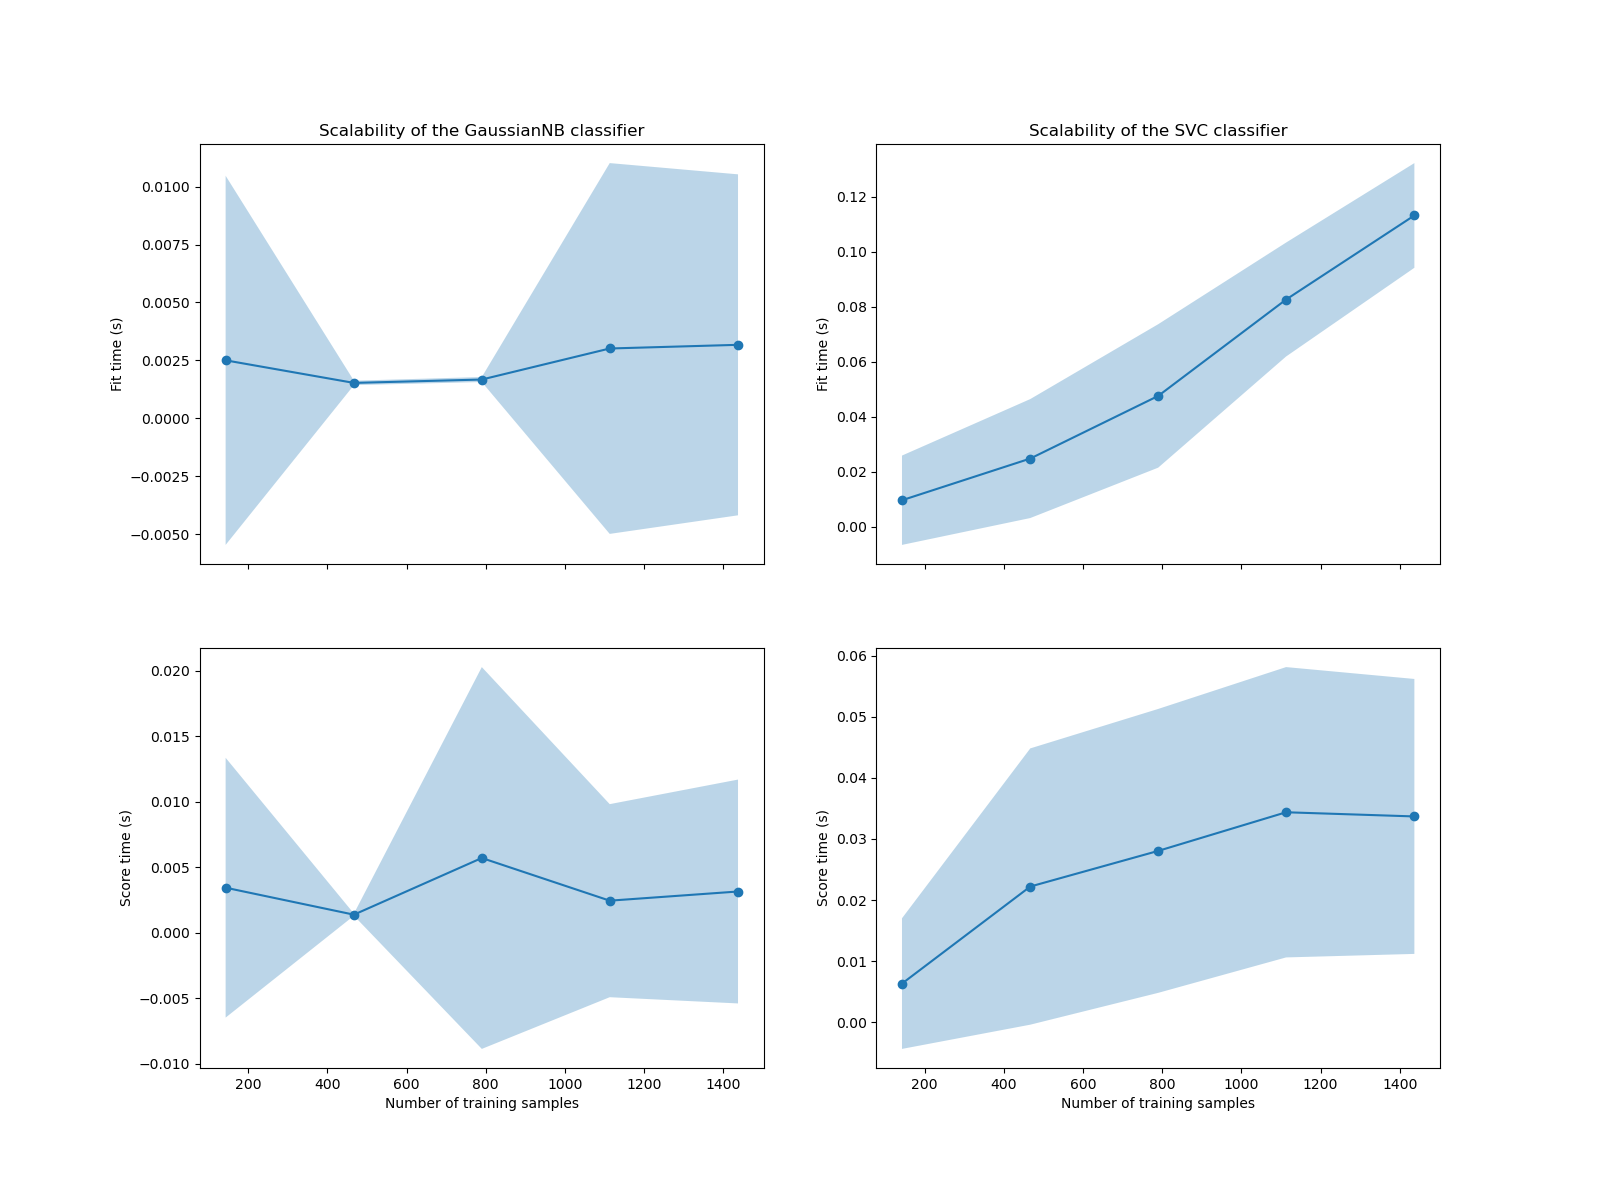 Scalability of the GaussianNB classifier
Fit time (s)
0.0100
0.0075
0.0050
0.0025
0.0000
−0.0025
−0.0050
Scalability of the SVC classifier
Fit time (s)
0.12
0.10
0.08
0.06
0.04
0.02
0.00
Score time (s)
0.020
0.015
0.010
0.005
0.000
−0.005
−0.010
200 400 600 800 1000 1200 1400
Number of training samples
Score time (s)
0.06
0.05
0.04
0.03
0.02
0.01
0.00
200 400 600 800 1000 1200 1400
Number of training samples